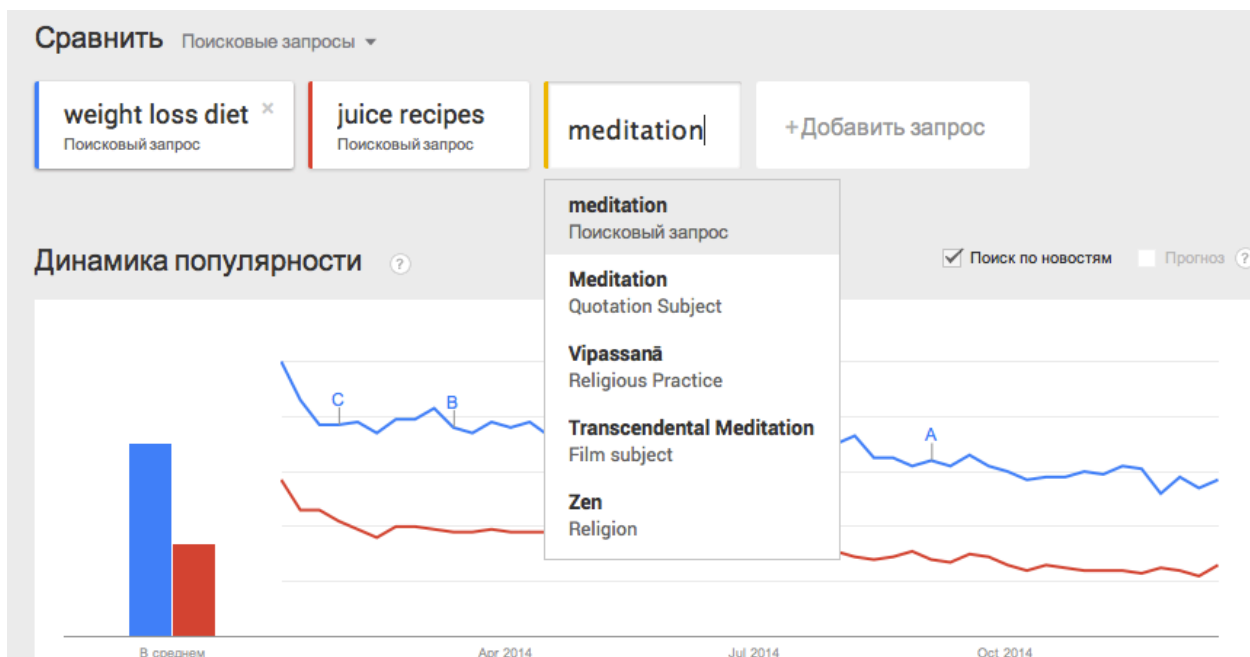 Сравнить Поисковые запросы
weight loss diet ×
Поисковый запрос
juice recipes
Поисковый запрос
meditation
+Добавить запрос
meditation
Поисковый запрос
Meditation
Quotation Subject
Vipassanā
Religious Practice
Transcendental Meditation
Film subject
Zen
Religion
Динамика популярности ?
Поиск по новостям
Прогноз ?
C
B
A
В среднем
Apr 2014
Jul 2014
Oct 2014